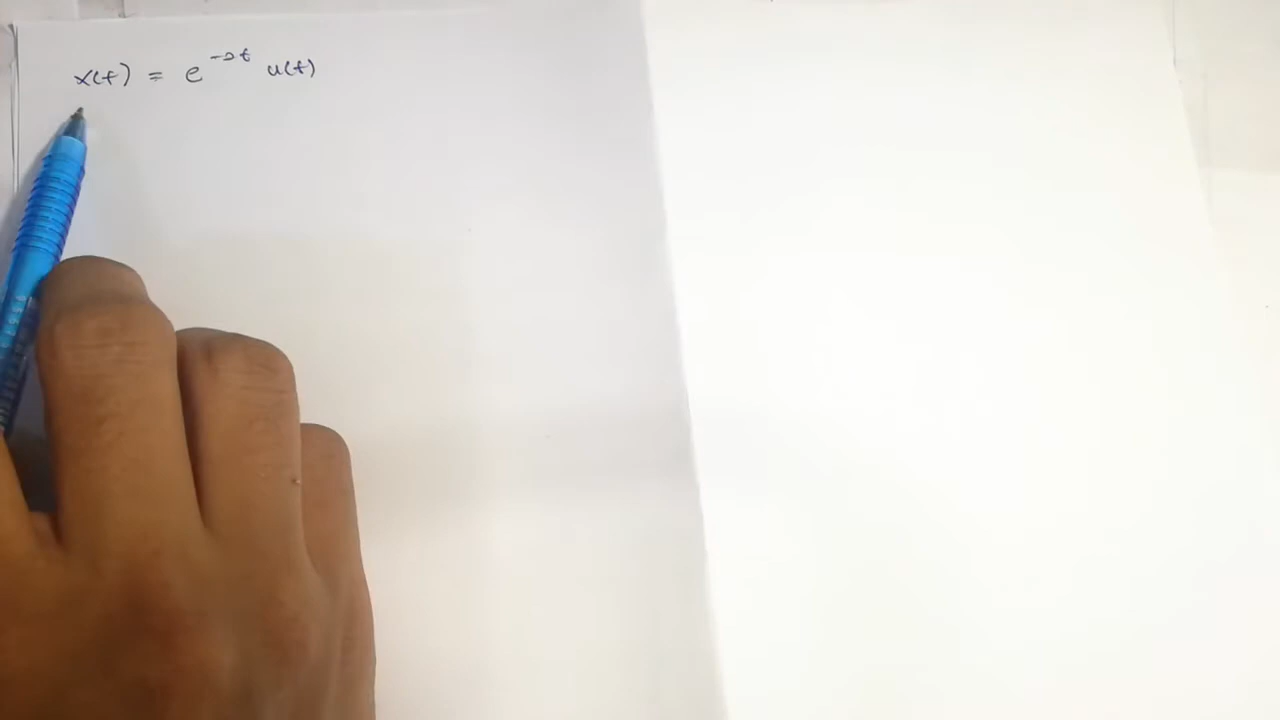 x(t) = e^{-2t} u(t)